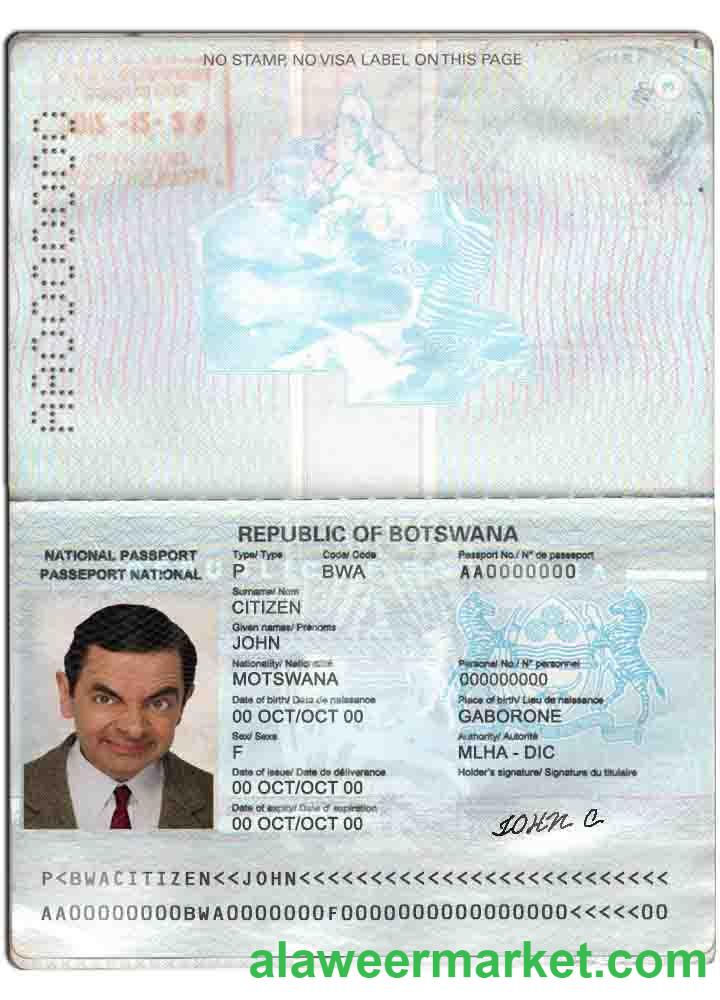 NO STAMP, NO VISA LABEL ON THIS PAGE
3
AA0000000
REPUBLIC OF BOTSWANA
NATIONAL PASSPORT
PASSEPORT NATIONAL
Type/ Type Code/ Code Passport No./ N° de passeport
P BWA AA0000000
Surname/ Nom
CITIZEN
Given names/ Prénoms
JOHN
Nationality/ Nationalité Personal No./ N° personnel
MOTSWANA 000000000
Date of birth/ Date de naissance Place of birth/ Lieu de naissance
00 OCT/OCT 00 GABORONE
Sex/ Sexe Authority/ Autorité
F MLHA - DIC
Date of issue/ Date de délivrance Holder's signature/ Signature du titulaire
00 OCT/OCT 00
Date of expiry/ Date d' expiration
00 OCT/OCT 00
JOHN C
P<BWACITIZEN<<JOHN<<<<<<<<<<<<<<<<<<<<<<<<<<
AA00000000BWA0000000F0000000000000000<<<<<00
alaweermarket.com